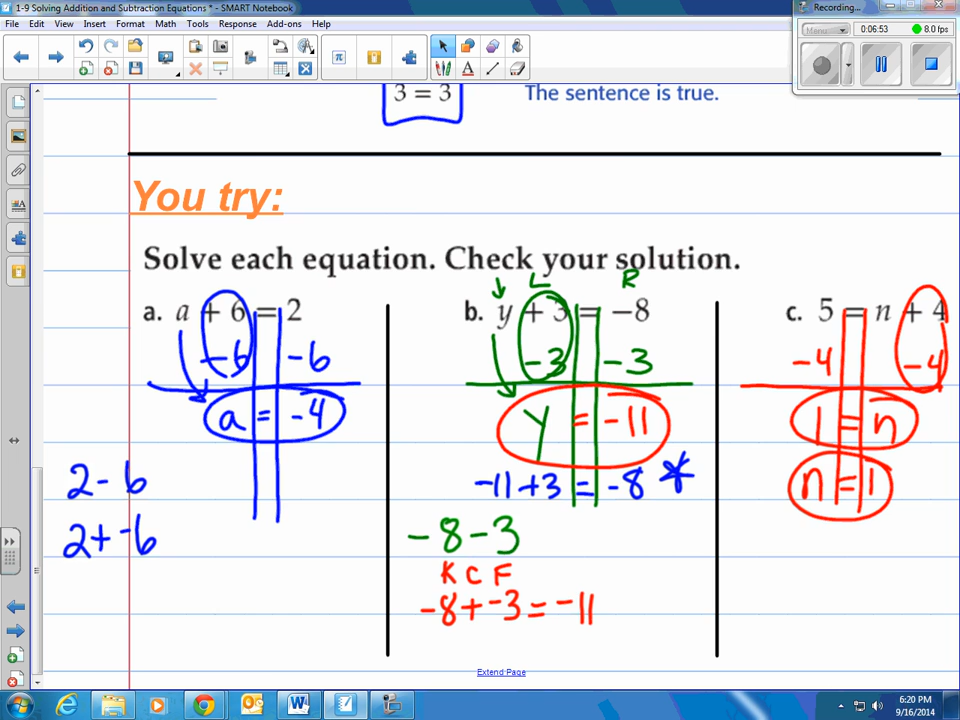 1-9 Solving Addition and Subtraction Equations * - SMART Notebook
Recording...
File Edit View Insert Format Math Tools Response Add-ons Help
Menu
0:06:53
8.0 fps
3 = 3
The sentence is true.
You try:
Solve each equation. Check your solution.
L
R
a. a + 6 = 2
b. y + 3 = -8
c. 5 = n + 4
-6 -6
-3 -3
-4 -4
a = -4
y = -11
1 = n
2 - 6
-11 + 3 = -8 *
n = 1
2 + -6
-8 - 3
K C F
-8 + -3 = -11
Extend Page
6:20 PM
9/16/2014